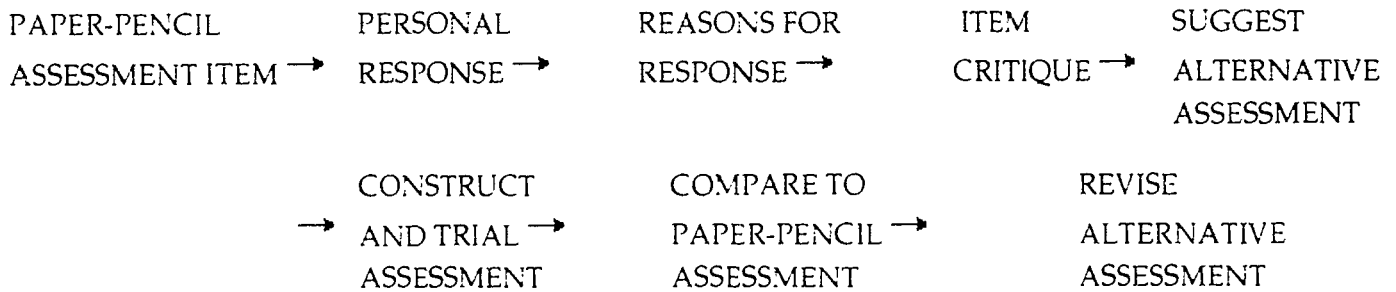 PAPER-PENCIL PERSONAL REASONS FOR ITEM SUGGEST
ASSESSMENT ITEM → RESPONSE → RESPONSE → CRITIQUE → ALTERNATIVE
ASSESSMENT
CONSTRUCT COMPARE TO REVISE
→ AND TRIAL → PAPER-PENCIL → ALTERNATIVE
ASSESSMENT ASSESSMENT ASSESSMENT